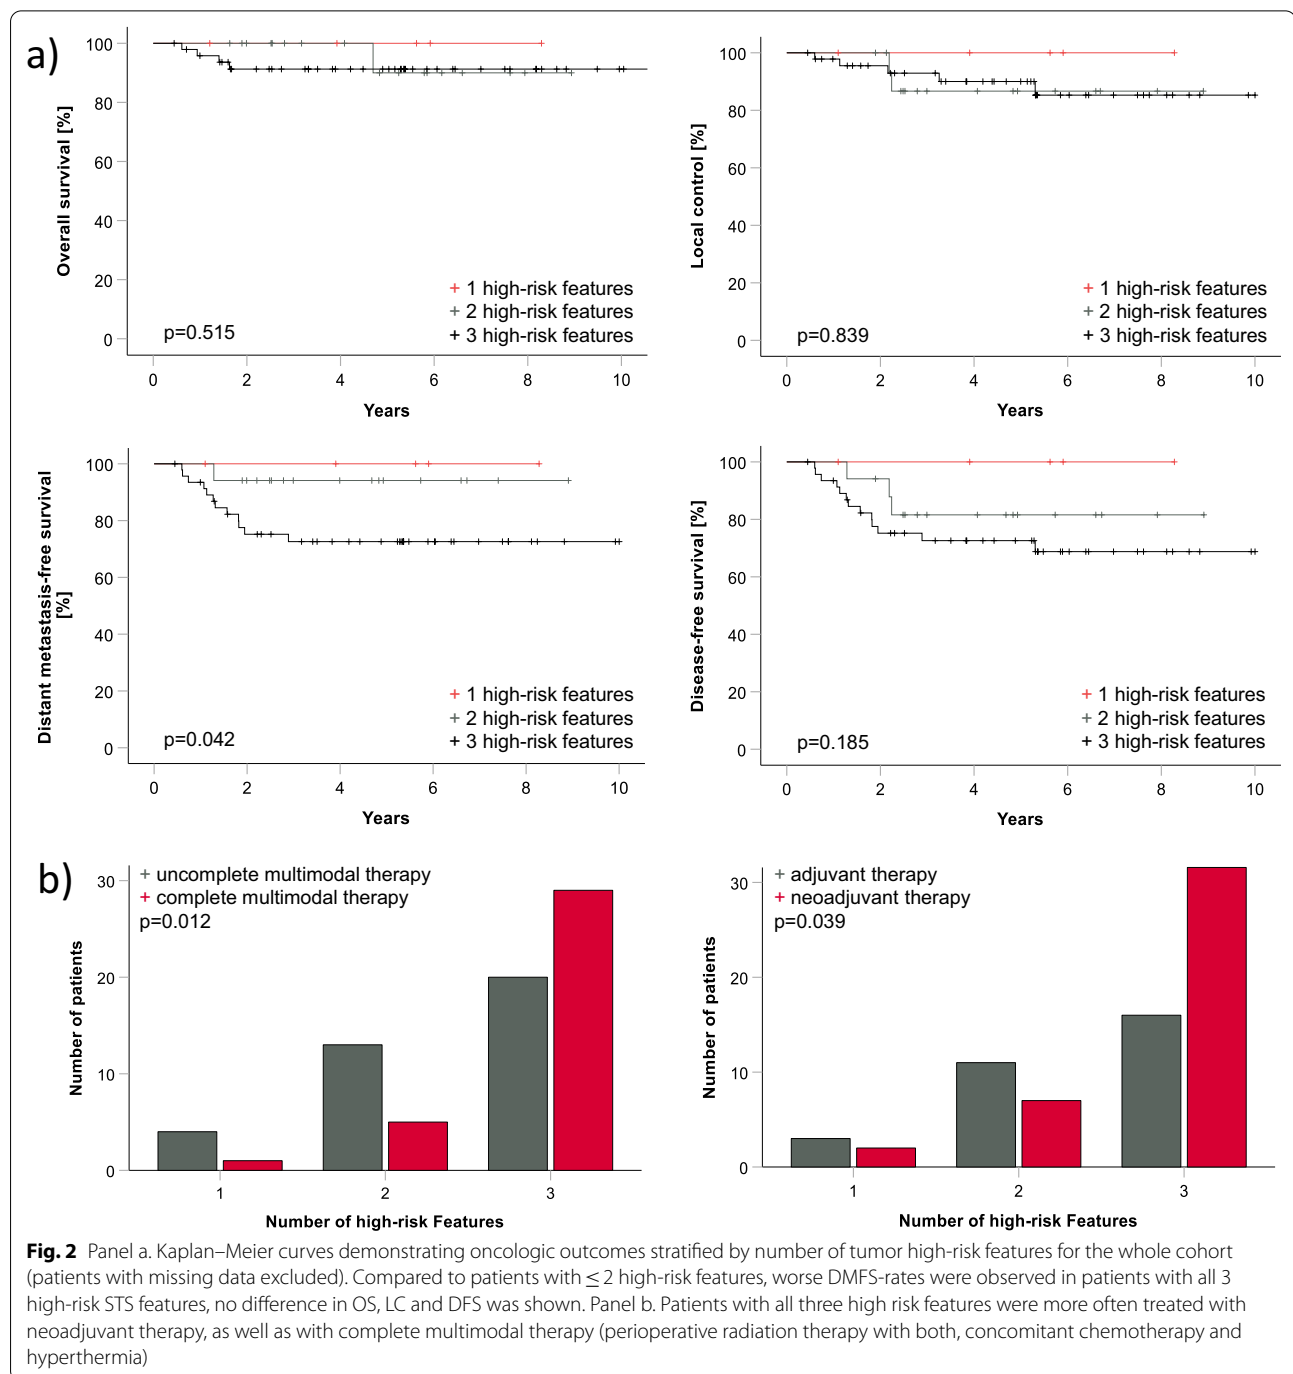 a)
100
80
60
40
20
0
Overall survival [%]
+ 1 high-risk features
+ 2 high-risk features
+ 3 high-risk features
p=0.515
0 2 4 6 8 10
Years
100
80
60
40
20
0
Local control [%]
+ 1 high-risk features
+ 2 high-risk features
+ 3 high-risk features
p=0.839
0 2 4 6 8 10
Years
100
80
60
40
20
0
Distant metastasis-free survival
[%]
+ 1 high-risk features
+ 2 high-risk features
+ 3 high-risk features
p=0.042
0 2 4 6 8 10
Years
100
80
60
40
20
0
Disease-free survival [%]
+ 1 high-risk features
+ 2 high-risk features
+ 3 high-risk features
p=0.185
0 2 4 6 8 10
Years
b)
+ uncomplete multimodal therapy
+ complete multimodal therapy
p=0.012
30
20
10
0
Number of patients
1 2 3
Number of high-risk Features
+ adjuvant therapy
+ neoadjuvant therapy
p=0.039
30
20
10
0
Number of patients
1 2 3
Number of high-risk Features
Fig. 2 Panel a. Kaplan–Meier curves demonstrating oncologic outcomes stratified by number of tumor high-risk features for the whole cohort
(patients with missing data excluded). Compared to patients with ≤ 2 high-risk features, worse DMFS-rates were observed in patients with all 3
high-risk STS features, no difference in OS, LC and DFS was shown. Panel b. Patients with all three high risk features were more often treated with
neoadjuvant therapy, as well as with complete multimodal therapy (perioperative radiation therapy with both, concomitant chemotherapy and
hyperthermia)